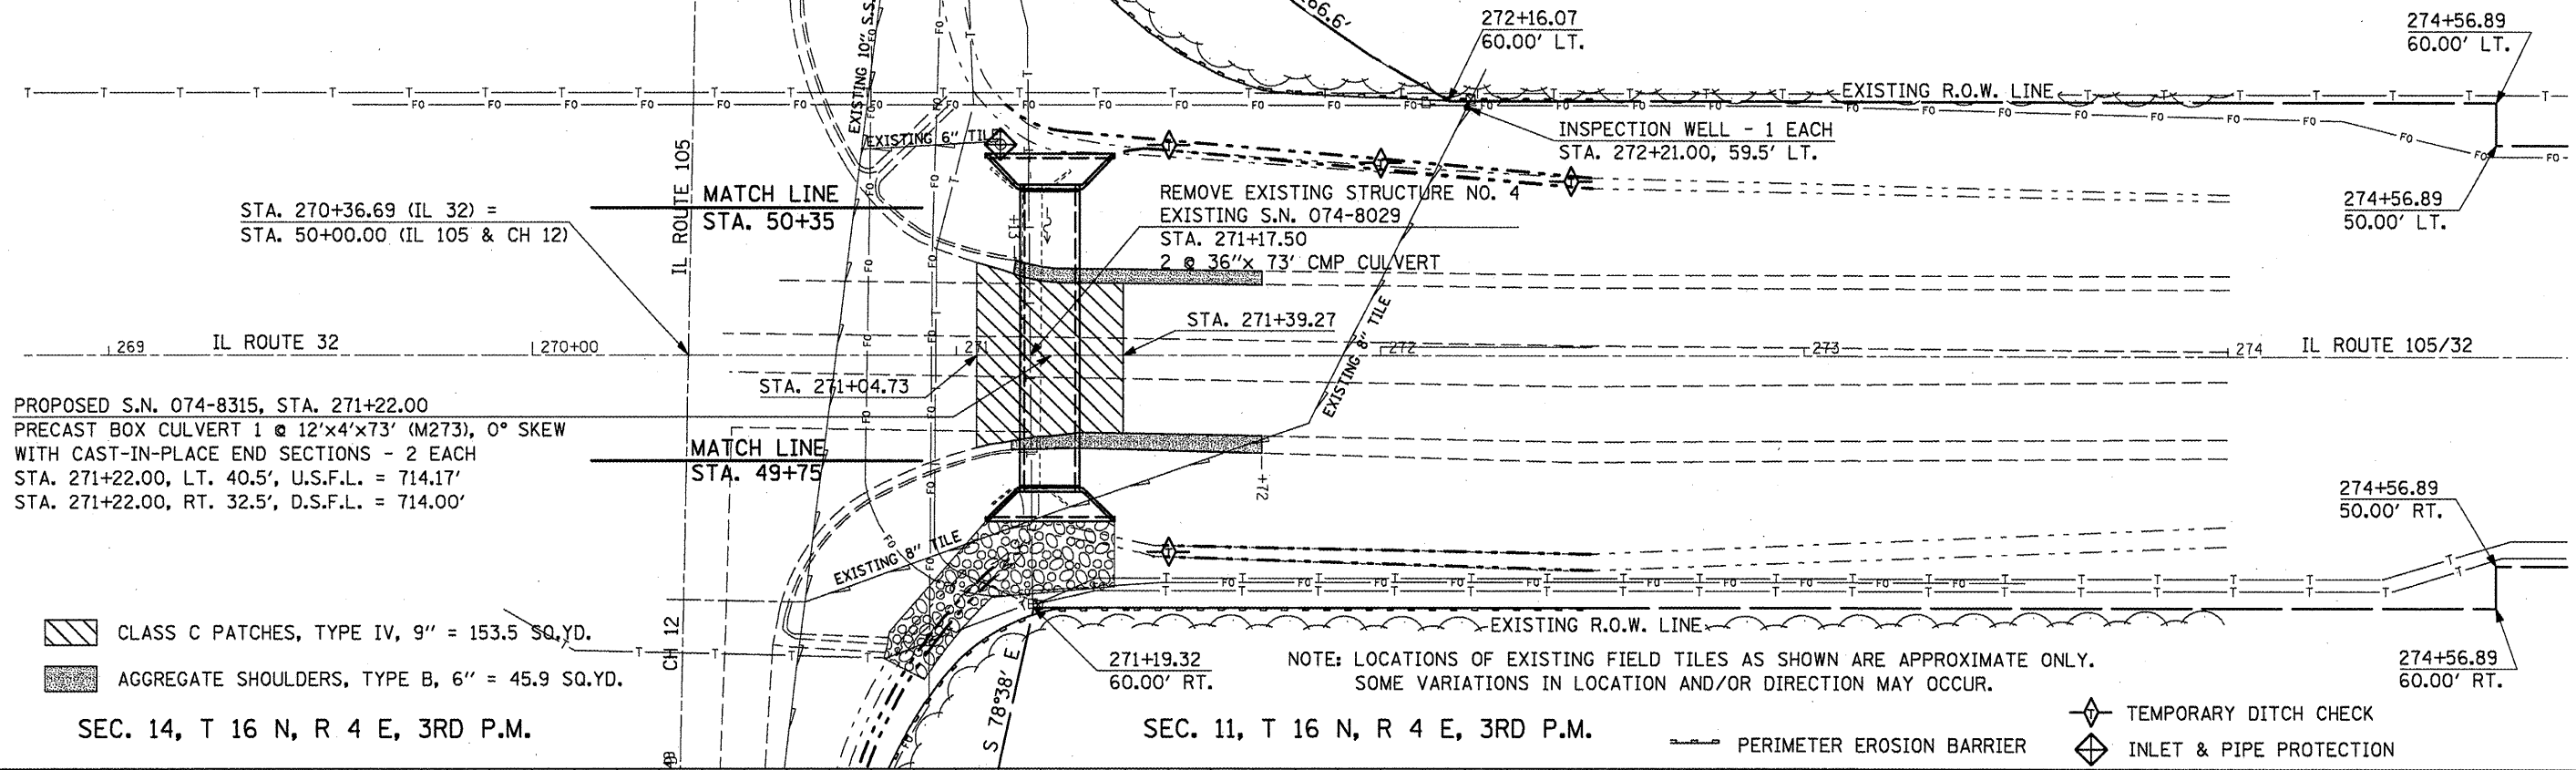 66.6'
272+16.07
60.00' LT.
274+56.89
60.00' LT.
EXISTING 10" S.S.
EXISTING R.O.W. LINE
EXISTING 6" TILE
INSPECTION WELL - 1 EACH
STA. 272+21.00, 59.5' LT.
274+56.89
50.00' LT.
IL ROUTE 105
MATCH LINE
STA. 50+35
STA. 270+36.69 (IL 32) =
STA. 50+00.00 (IL 105 & CH 12)
REMOVE EXISTING STRUCTURE NO. 4
EXISTING S.N. 074-8029
STA. 271+17.50
2 @ 36"x 73' CMP CULVERT
+13
STA. 271+39.27
EXISTING 8" TILE
269
IL ROUTE 32
270+00
271
272
273
274
IL ROUTE 105/32
STA. 271+04.73
PROPOSED S.N. 074-8315, STA. 271+22.00
PRECAST BOX CULVERT 1 @ 12'x4'x73' (M273), 0° SKEW
WITH CAST-IN-PLACE END SECTIONS - 2 EACH
STA. 271+22.00, LT. 40.5', U.S.F.L. = 714.17'
STA. 271+22.00, RT. 32.5', D.S.F.L. = 714.00'
MATCH LINE
STA. 49+75
+72
274+56.89
50.00' RT.
EXISTING 8" TILE
CLASS C PATCHES, TYPE IV, 9" = 153.5 SQ.YD.
AGGREGATE SHOULDERS, TYPE B, 6" = 45.9 SQ.YD.
CH 12
EXISTING R.O.W. LINE
271+19.32
60.00' RT.
S 78°38' E
NOTE: LOCATIONS OF EXISTING FIELD TILES AS SHOWN ARE APPROXIMATE ONLY.
SOME VARIATIONS IN LOCATION AND/OR DIRECTION MAY OCCUR.
274+56.89
60.00' RT.
SEC. 14, T 16 N, R 4 E, 3RD P.M.
SEC. 11, T 16 N, R 4 E, 3RD P.M.
TEMPORARY DITCH CHECK
PERIMETER EROSION BARRIER
INLET & PIPE PROTECTION